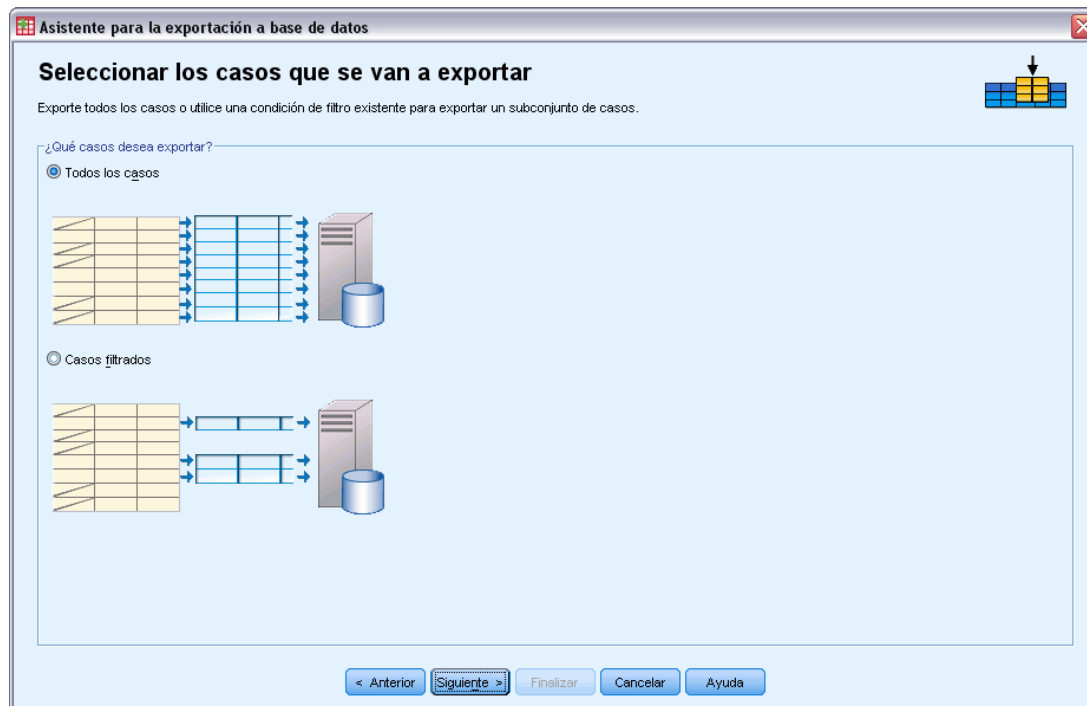 Asistente para la exportación a base de datos
Seleccionar los casos que se van a exportar
Exporte todos los casos o utilice una condición de filtro existente para exportar un subconjunto de casos.
¿Qué casos desea exportar?
Todos los casos
Casos filtrados
< Anterior
Siguiente >
Finalizar
Cancelar
Ayuda